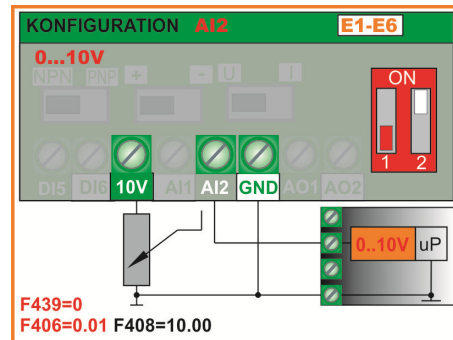 KONFIGURATION AI2 E1-E6
0...10V
NPN PNP + - U I
ON
1 2
DI5 DI6 10V AI1 AI2 GND AO1 AO2
0..10V uP
F439=0
F406=0.01 F408=10.00